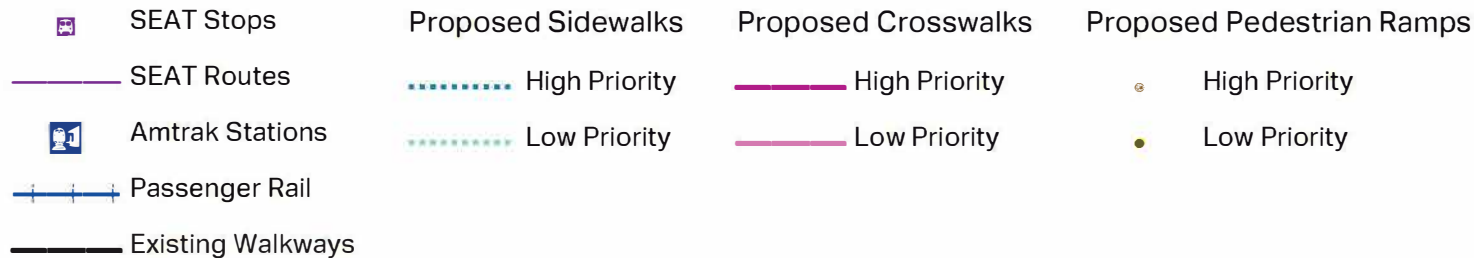 SEAT Stops
SEAT Routes
Amtrak Stations
Passenger Rail
Existing Walkways
Proposed Sidewalks
High Priority
Low Priority
Proposed Crosswalks
High Priority
Low Priority
Proposed Pedestrian Ramps
High Priority
Low Priority